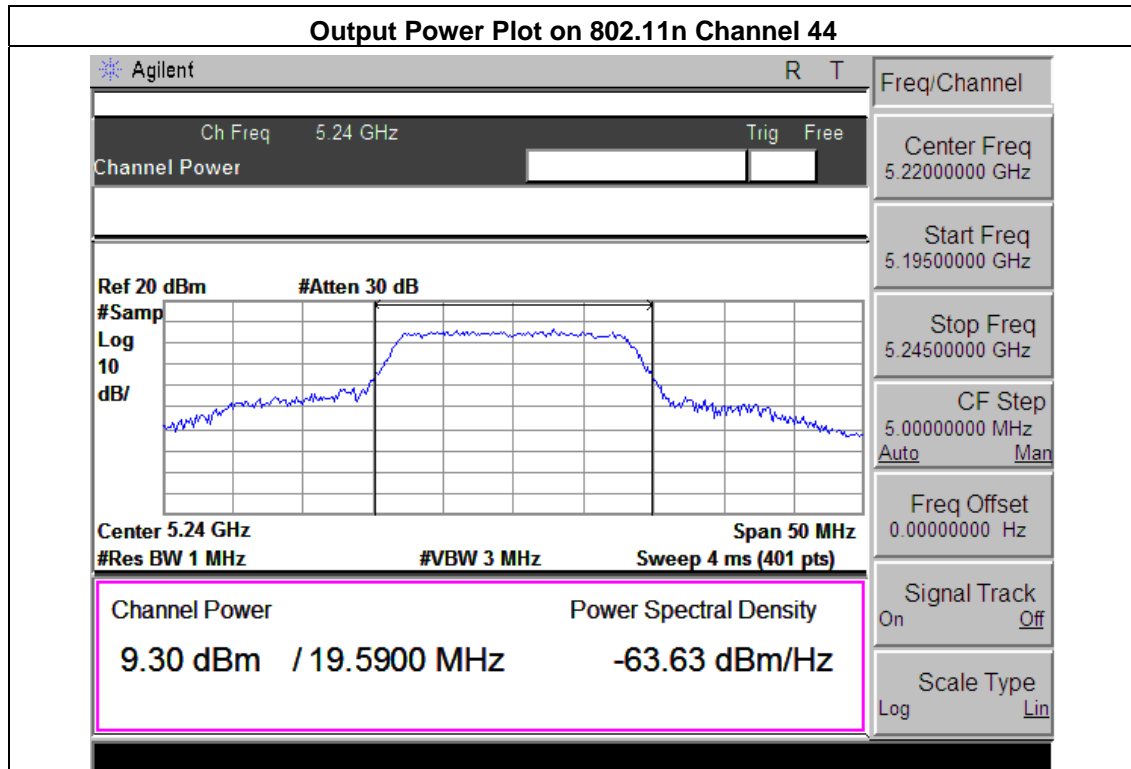 Output Power Plot on 802.11n Channel 44
Agilent R T
Ch Freq 5.24 GHz Trig Free
Channel Power
Ref 20 dBm #Atten 30 dB
#Samp
Log
10
dB/
Center 5.24 GHz Span 50 MHz
#Res BW 1 MHz #VBW 3 MHz Sweep 4 ms (401 pts)
Channel Power Power Spectral Density
9.30 dBm / 19.5900 MHz -63.63 dBm/Hz
Freq/Channel
Center Freq
5.22000000 GHz
Start Freq
5.19500000 GHz
Stop Freq
5.24500000 GHz
CF Step
5.00000000 MHz
Auto Man
Freq Offset
0.00000000 Hz
Signal Track
On Off
Scale Type
Log Lin